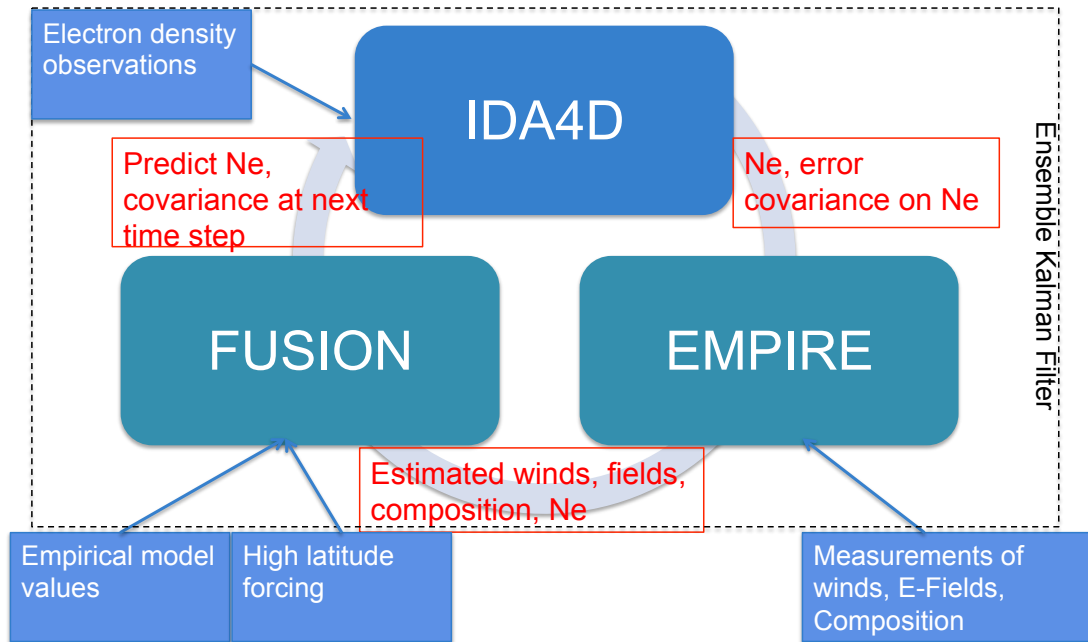 Electron density
observations
IDA4D
Predict Ne,
covariance at next
time step
Ne, error
covariance on Ne
Ensemble Kalman Filter
FUSION
EMPIRE
Estimated winds, fields,
composition, Ne
Empirical model
values
High latitude
forcing
Measurements of
winds, E-Fields,
Composition